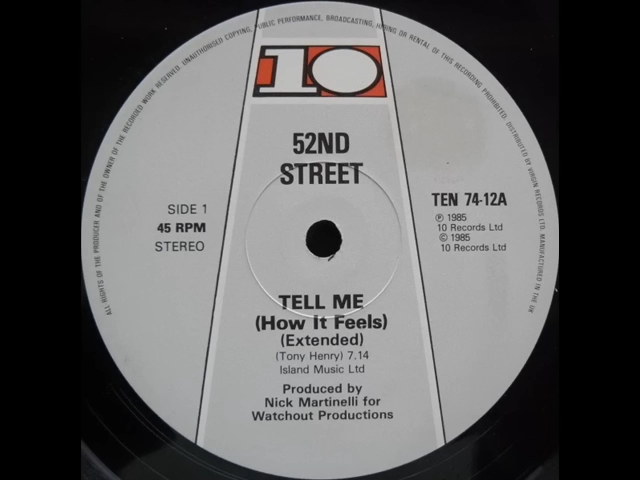 ALL RIGHTS OF THE PRODUCER AND OF THE OWNER OF THE RECORDED WORK RESERVED. UNAUTHORISED COPYING, PUBLIC PERFORMANCE, BROADCASTING, HIRING OR RENTAL OF THIS RECORDING PROHIBITED. DISTRIBUTED BY VIRGIN RECORDS LTD. MANUFACTURED IN THE UK
10
52ND
STREET
SIDE 1
45 RPM
STEREO
TEN 74-12A
℗ 1985
10 Records Ltd
© 1985
10 Records Ltd
TELL ME
(How It Feels)
(Extended)
(Tony Henry) 7.14
Island Music Ltd
Produced by
Nick Martinelli for
Watchout Productions